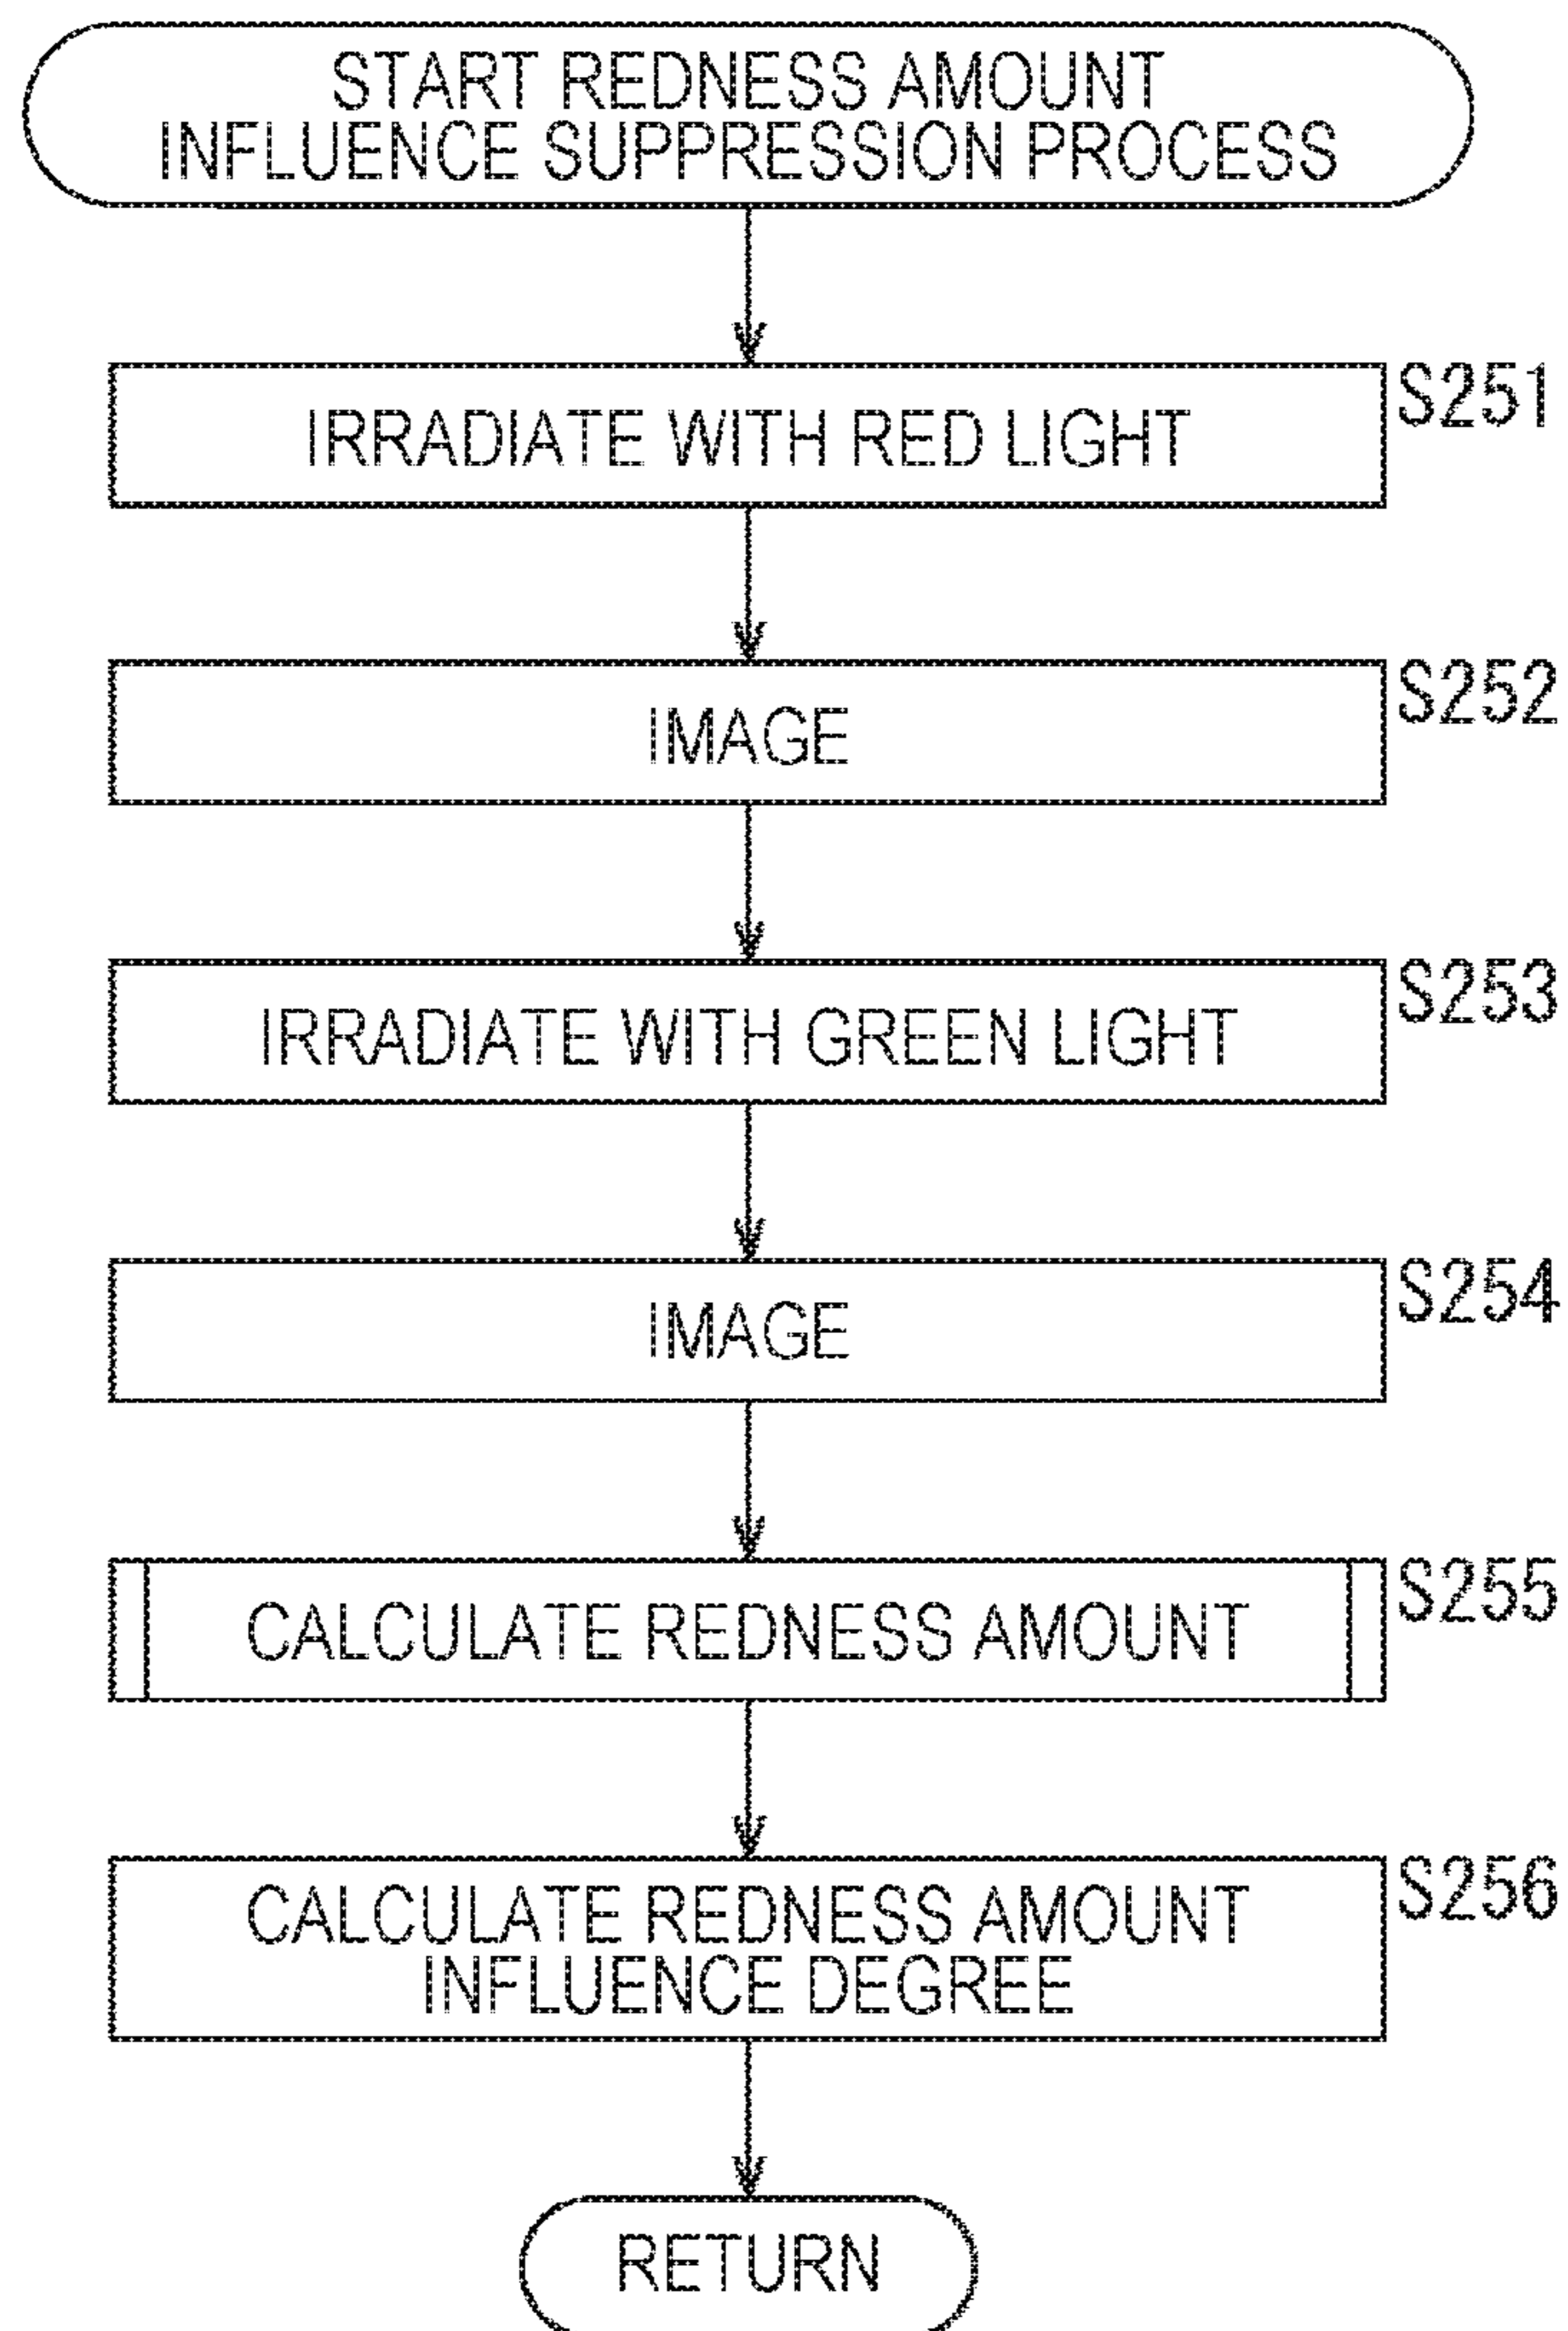 START REDNESS AMOUNT
INFLUENCE SUPPRESSION PROCESS
IRRADIATE WITH RED LIGHT
S251
IMAGE
S252
IRRADIATE WITH GREEN LIGHT
S253
IMAGE
S254
CALCULATE REDNESS AMOUNT
S255
CALCULATE REDNESS AMOUNT
INFLUENCE DEGREE
S256
RETURN